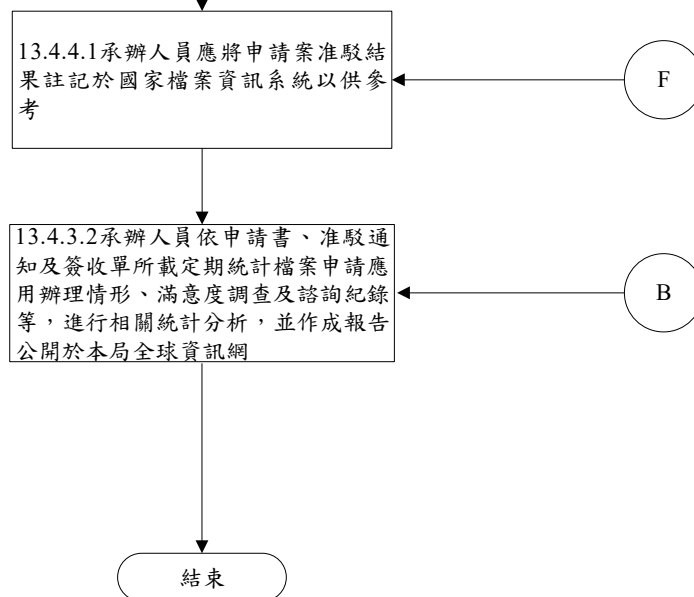 13.4.4.1承辦人員應將申請案准駁結
果註記於國家檔案資訊系統以供參
考
F
13.4.3.2承辦人員依申請書、准駁通
知及簽收單所載定期統計檔案申請應
用辦理情形、滿意度調查及諮詢紀錄
等，進行相關統計分析，並作成報告
公開於本局全球資訊網
B
結束